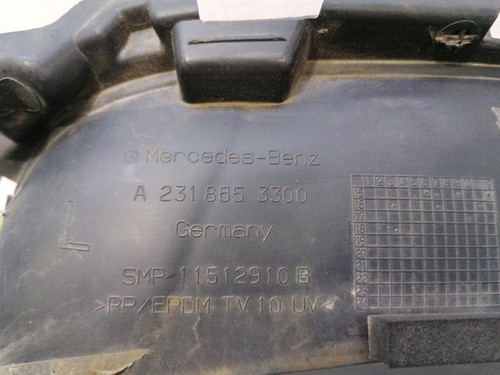 Mercedes-Benz
A 231 885 3300
Germany
L
SMP-11512910 B
>PP/EPDM TV 10 UV<